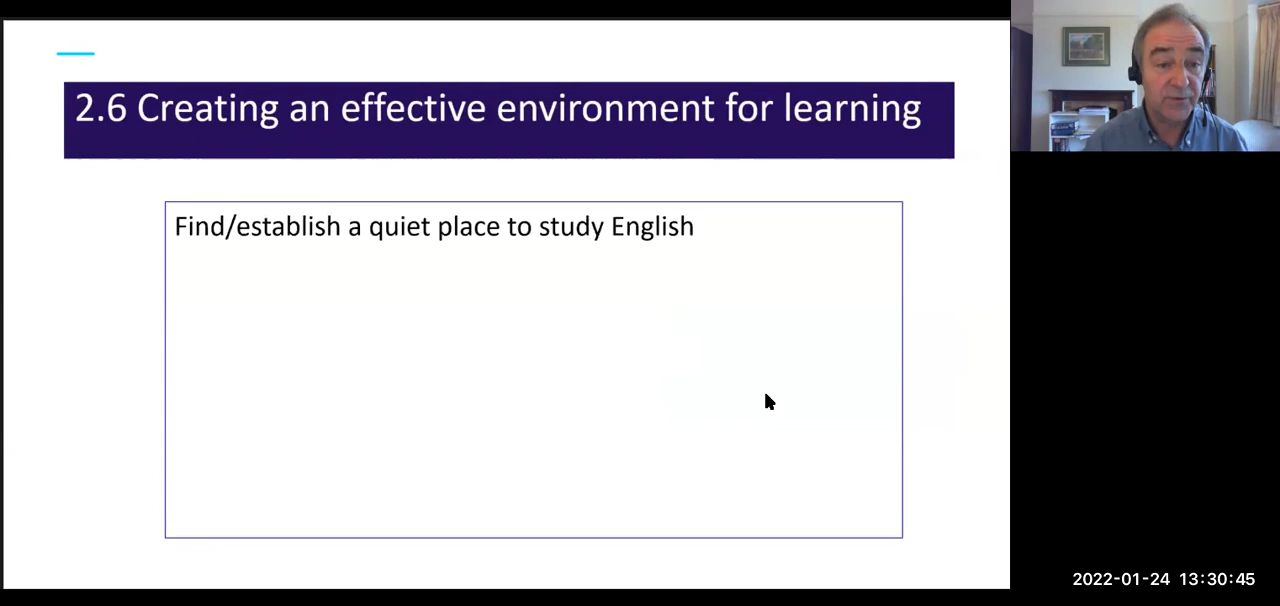 2.6 Creating an effective environment for learning
Find/establish a quiet place to study English
2022-01-24 13:30:45